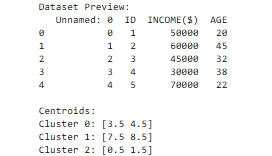 Dataset Preview:
Unnamed: 0 ID INCOME($) AGE
0 0 1 50000 20
1 1 2 60000 45
2 2 3 45000 32
3 3 4 30000 38
4 4 5 70000 22
Centroids:
Cluster 0: [3.5 4.5]
Cluster 1: [7.5 8.5]
Cluster 2: [0.5 1.5]